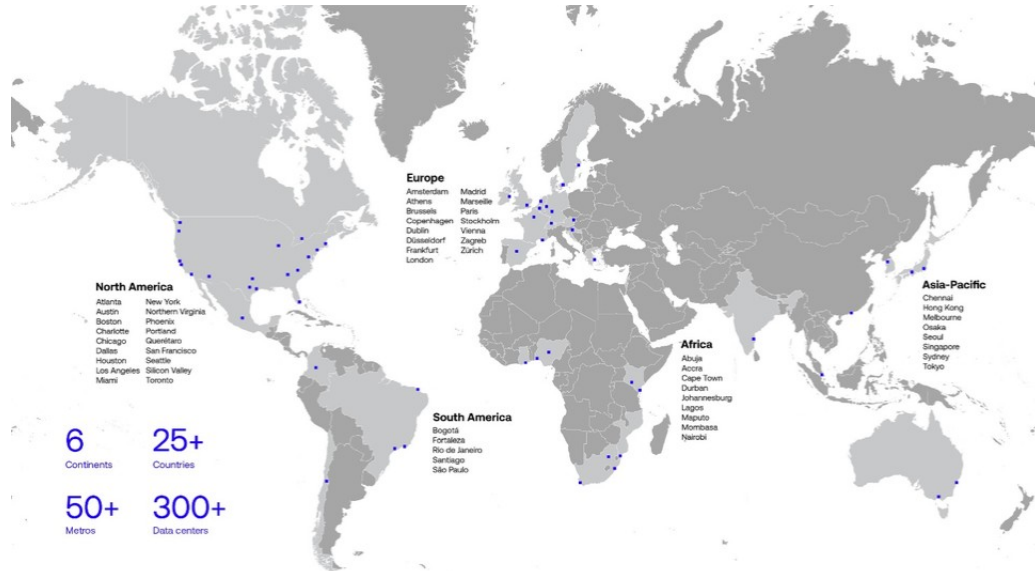 Europe
Amsterdam
Athens
Brussels
Copenhagen
Dublin
Düsseldorf
Frankfurt
London
Madrid
Marseille
Paris
Stockholm
Vienna
Zagreb
Zürich
North America
Atlanta
Austin
Boston
Charlotte
Chicago
Dallas
Houston
Los Angeles
Miami
New York
Northern Virginia
Phoenix
Portland
Querétaro
San Francisco
Seattle
Silicon Valley
Toronto
Asia-Pacific
Chennai
Hong Kong
Melbourne
Osaka
Seoul
Singapore
Sydney
Tokyo
Africa
Abuja
Accra
Cape Town
Durban
Johannesburg
Lagos
Maputo
Mombasa
Nairobi
South America
Bogotá
Fortaleza
Rio de Janeiro
Santiago
São Paulo
6
Continents
25+
Countries
50+
Metros
300+
Data centers